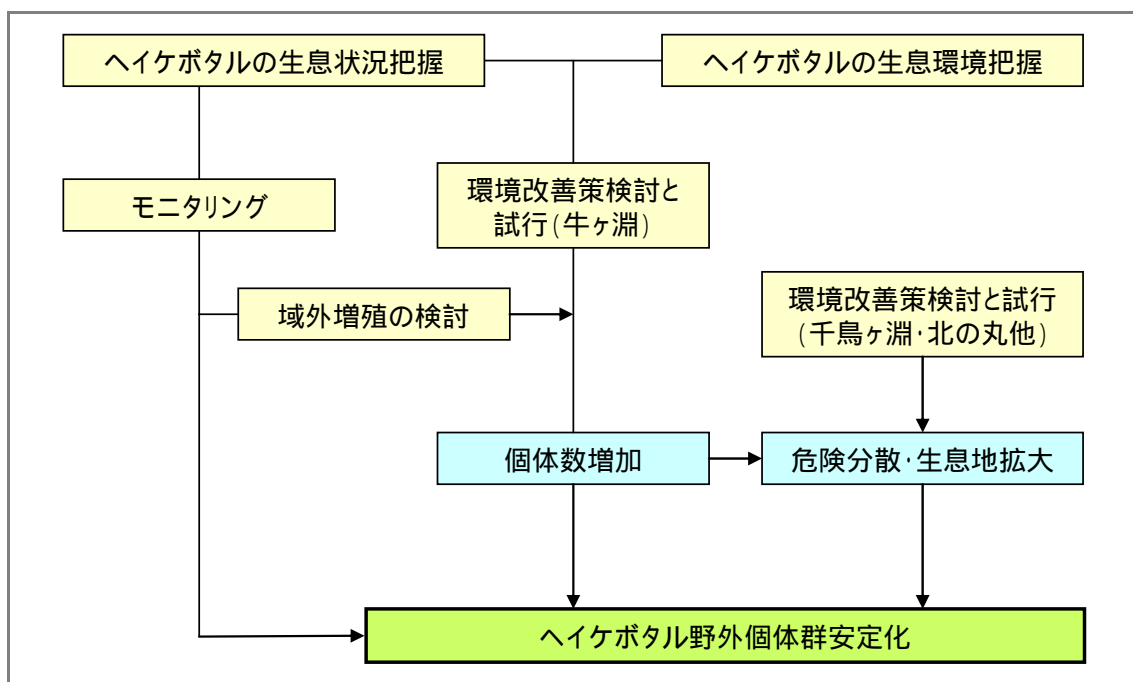 ヘイケボタルの生息状況把握
ヘイケボタルの生息環境把握
モニタリング
環境改善策検討と
試行(牛ヶ淵)
域外増殖の検討
環境改善策検討と試行
(千鳥ヶ淵･北の丸他)
個体数増加
危険分散･生息地拡大
ヘイケボタル野外個体群安定化